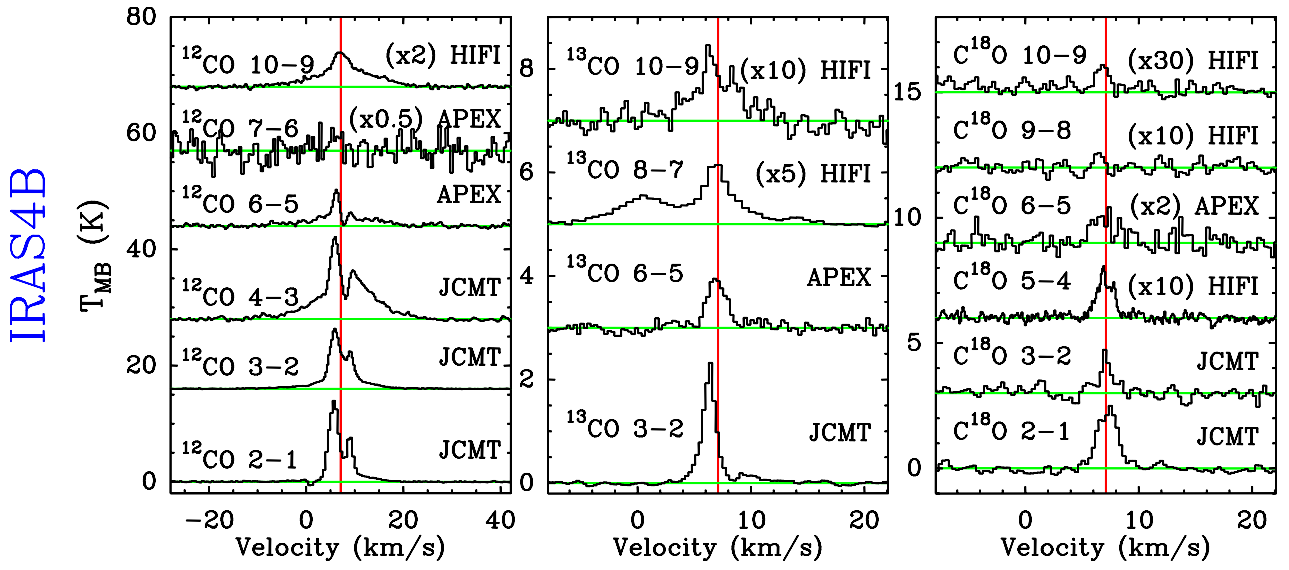 IRAS4B
T_MB (K)
80
60
40
20
0
¹²CO 10−9 (x2) HIFI
¹²CO 7−6 (x0.5) APEX
¹²CO 6−5 APEX
¹²CO 4−3 JCMT
¹²CO 3−2 JCMT
¹²CO 2−1 JCMT
−20 0 20 40
Velocity (km/s)
8
6
4
2
0
¹³CO 10−9 (x10) HIFI
¹³CO 8−7 (x5) HIFI
¹³CO 6−5 APEX
¹³CO 3−2 JCMT
0 10 20
Velocity (km/s)
15
10
5
0
C¹⁸O 10−9 (x30) HIFI
C¹⁸O 9−8 (x10) HIFI
C¹⁸O 6−5 (x2) APEX
C¹⁸O 5−4 (x10) HIFI
C¹⁸O 3−2 JCMT
C¹⁸O 2−1 JCMT
0 10 20
Velocity (km/s)